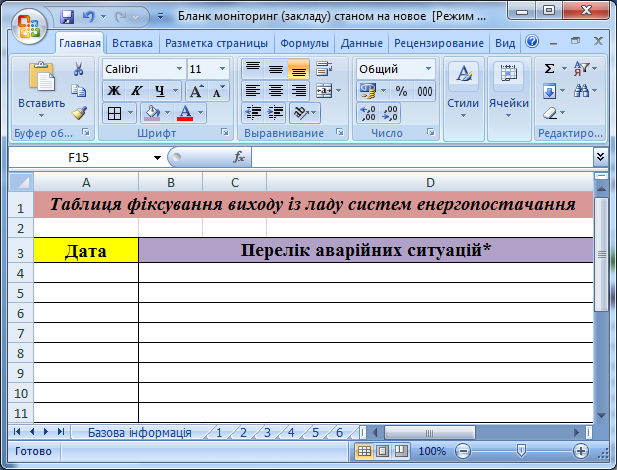 Бланк моніторинг (закладу) станом на новое [Режим ...
Главная Вставка Разметка страницы Формулы Данные Рецензирование Вид
Calibri 11 Общий
Ж К Ч A A % 000 Σ А Я
А
Вставить Стили Ячейки
Буфер об... Шрифт Выравнивание Число Редактиро...
F15 fx
A B C D
1 Таблиця фіксування виходу із ладу систем енергопостачання
2
3 Дата Перелік аварійних ситуацій*
4
5
6
7
8
9
10
11
Базова інформація 1 2 3 4 5 6
Готово 100%